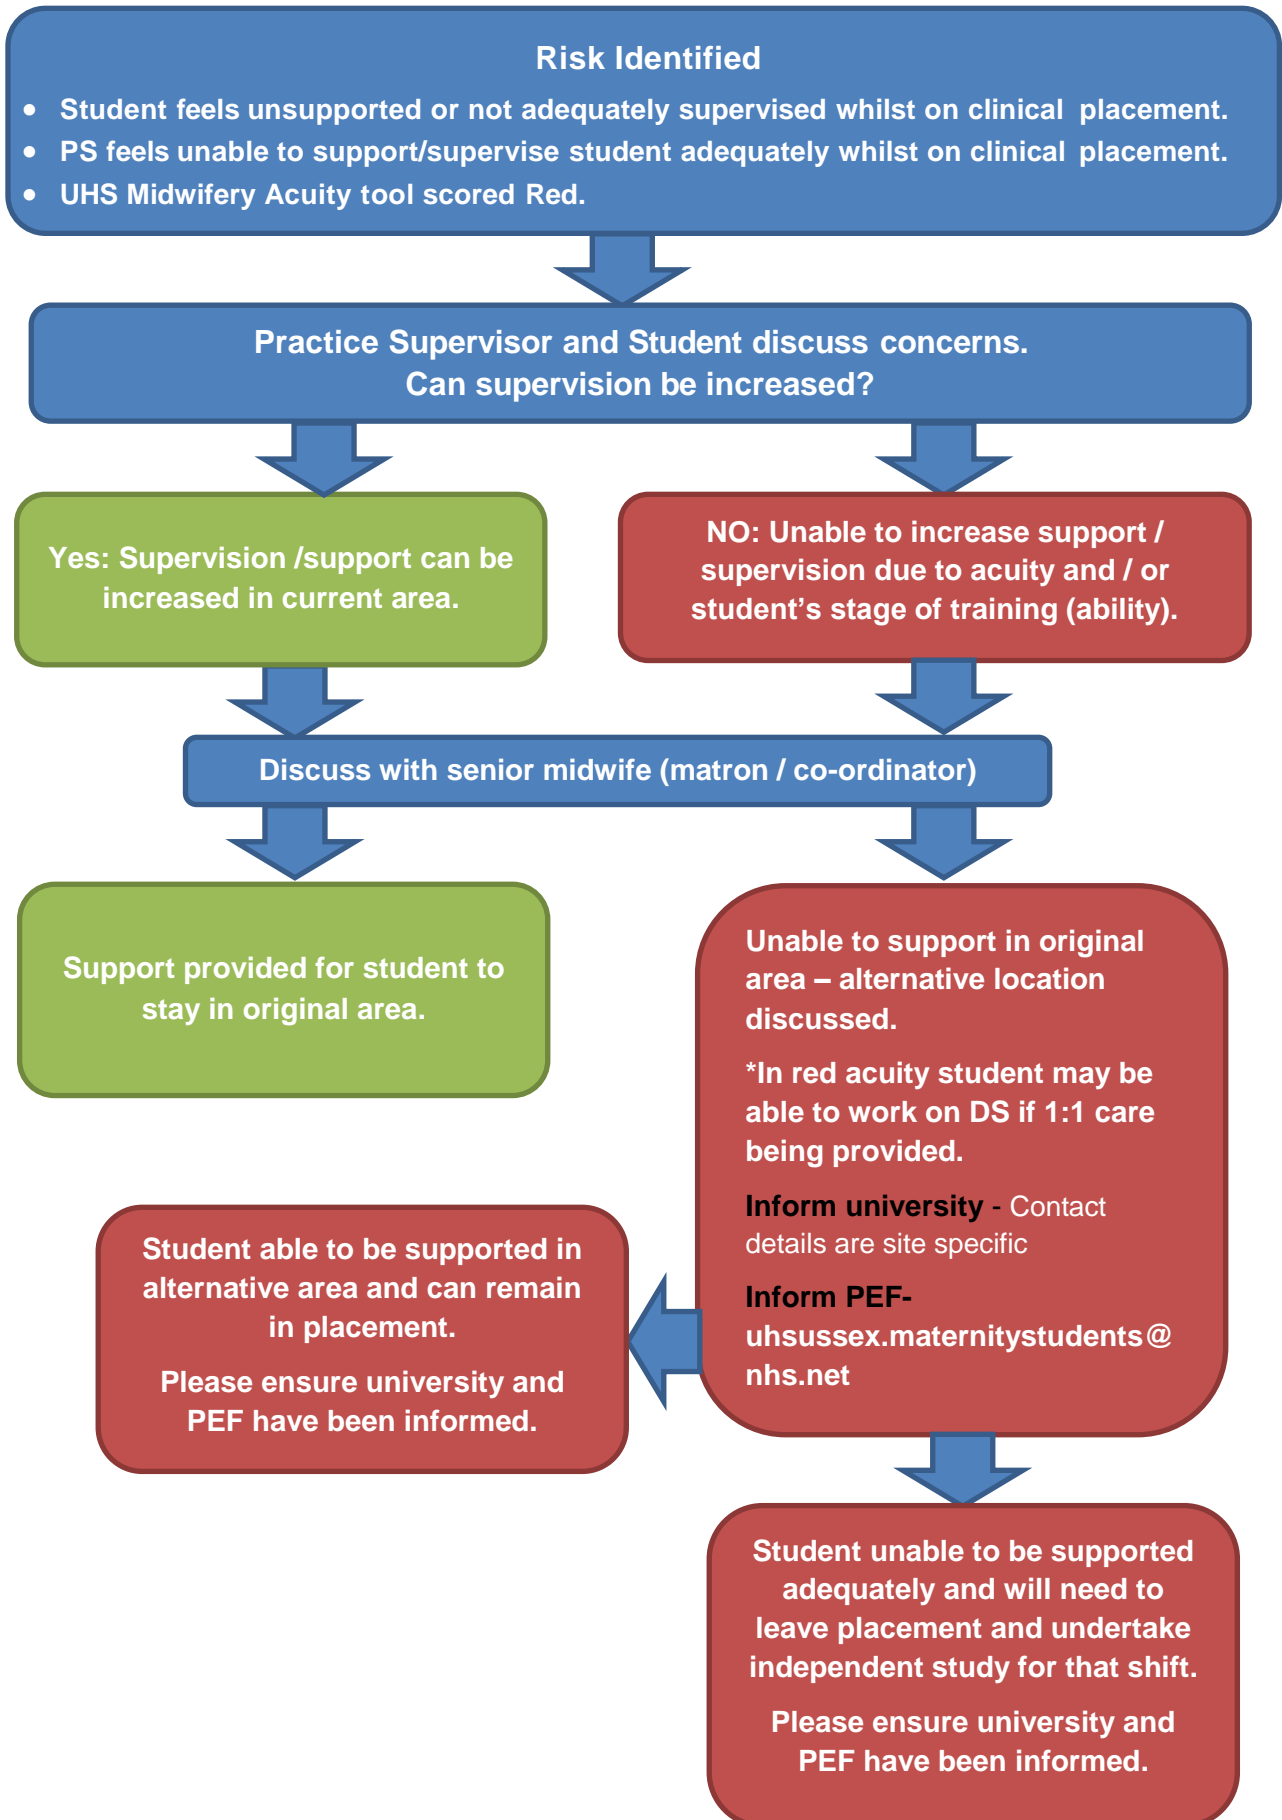 Risk Identified
• Student feels unsupported or not adequately supervised whilst on clinical placement.
• PS feels unable to support/supervise student adequately whilst on clinical placement.
• UHS Midwifery Acuity tool scored Red.
Practice Supervisor and Student discuss concerns.
Can supervision be increased?
Yes: Supervision /support can be
increased in current area.
NO: Unable to increase support /
supervision due to acuity and / or
student’s stage of training (ability).
Discuss with senior midwife (matron / co-ordinator)
Support provided for student to
stay in original area.
Unable to support in original
area – alternative location
discussed.
*In red acuity student may be
able to work on DS if 1:1 care
being provided.
Inform university - Contact
details are site specific
Inform PEF-
uhsussex.maternitystudents@
nhs.net
Student able to be supported in
alternative area and can remain
in placement.
Please ensure university and
PEF have been informed.
Student unable to be supported
adequately and will need to
leave placement and undertake
independent study for that shift.
Please ensure university and
PEF have been informed.